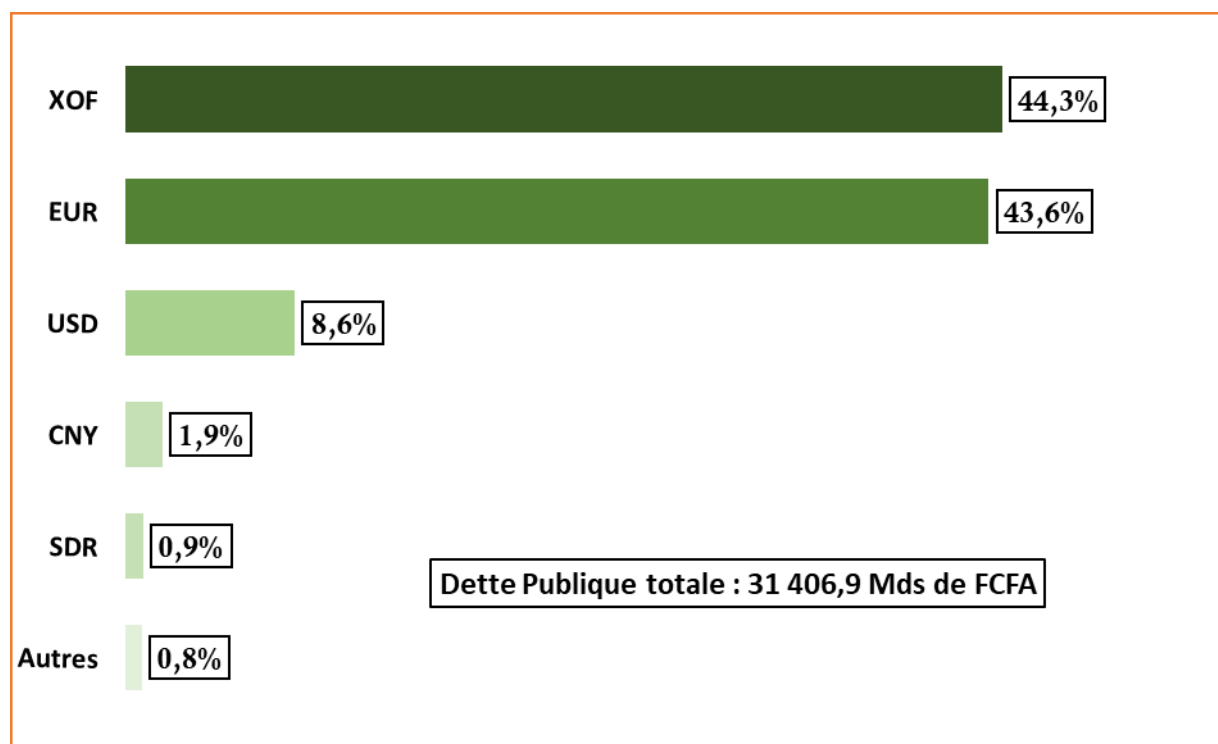 XOF 44,3%
EUR 43,6%
USD 8,6%
CNY 1,9%
SDR 0,9%
Dette Publique totale : 31 406,9 Mds de FCFA
Autres 0,8%